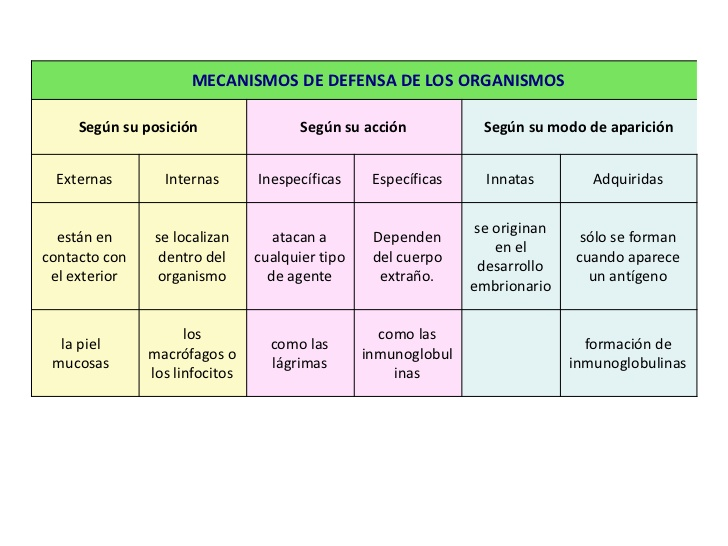 MECANISMOS DE DEFENSA DE LOS ORGANISMOS
Según su posición
Según su acción
Según su modo de aparición
Externas
Internas
Inespecíficas
Específicas
Innatas
Adquiridas
están en
contacto con
el exterior
se localizan
dentro del
organismo
atacan a
cualquier tipo
de agente
Dependen
del cuerpo
extraño.
se originan
en el
desarrollo
embrionario
sólo se forman
cuando aparece
un antígeno
la piel
mucosas
los
macrófagos o
los linfocitos
como las
lágrimas
como las
inmunoglobul
inas
formación de
inmunoglobulinas